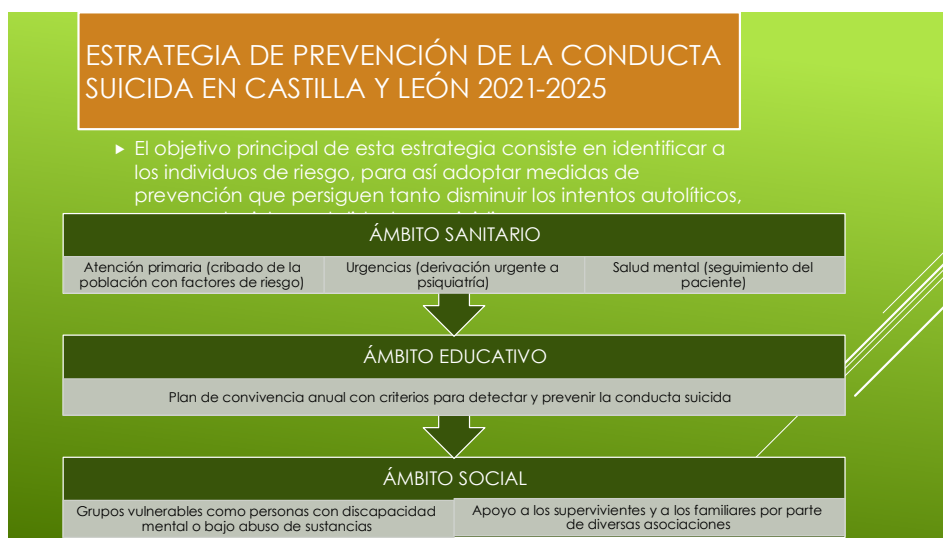 ESTRATEGIA DE PREVENCIÓN DE LA CONDUCTA
SUICIDA EN CASTILLA Y LEÓN 2021-2025
El objetivo principal de esta estrategia consiste en identificar a
los individuos de riesgo, para así adoptar medidas de
prevención que persiguen tanto disminuir los intentos autolíticos,
ÁMBITO SANITARIO
Atención primaria (cribado de la
población con factores de riesgo)
Urgencias (derivación urgente a
psiquiatría)
Salud mental (seguimiento del
paciente)
ÁMBITO EDUCATIVO
Plan de convivencia anual con criterios para detectar y prevenir la conducta suicida
ÁMBITO SOCIAL
Grupos vulnerables como personas con discapacidad
mental o bajo abuso de sustancias
Apoyo a los supervivientes y a los familiares por parte
de diversas asociaciones